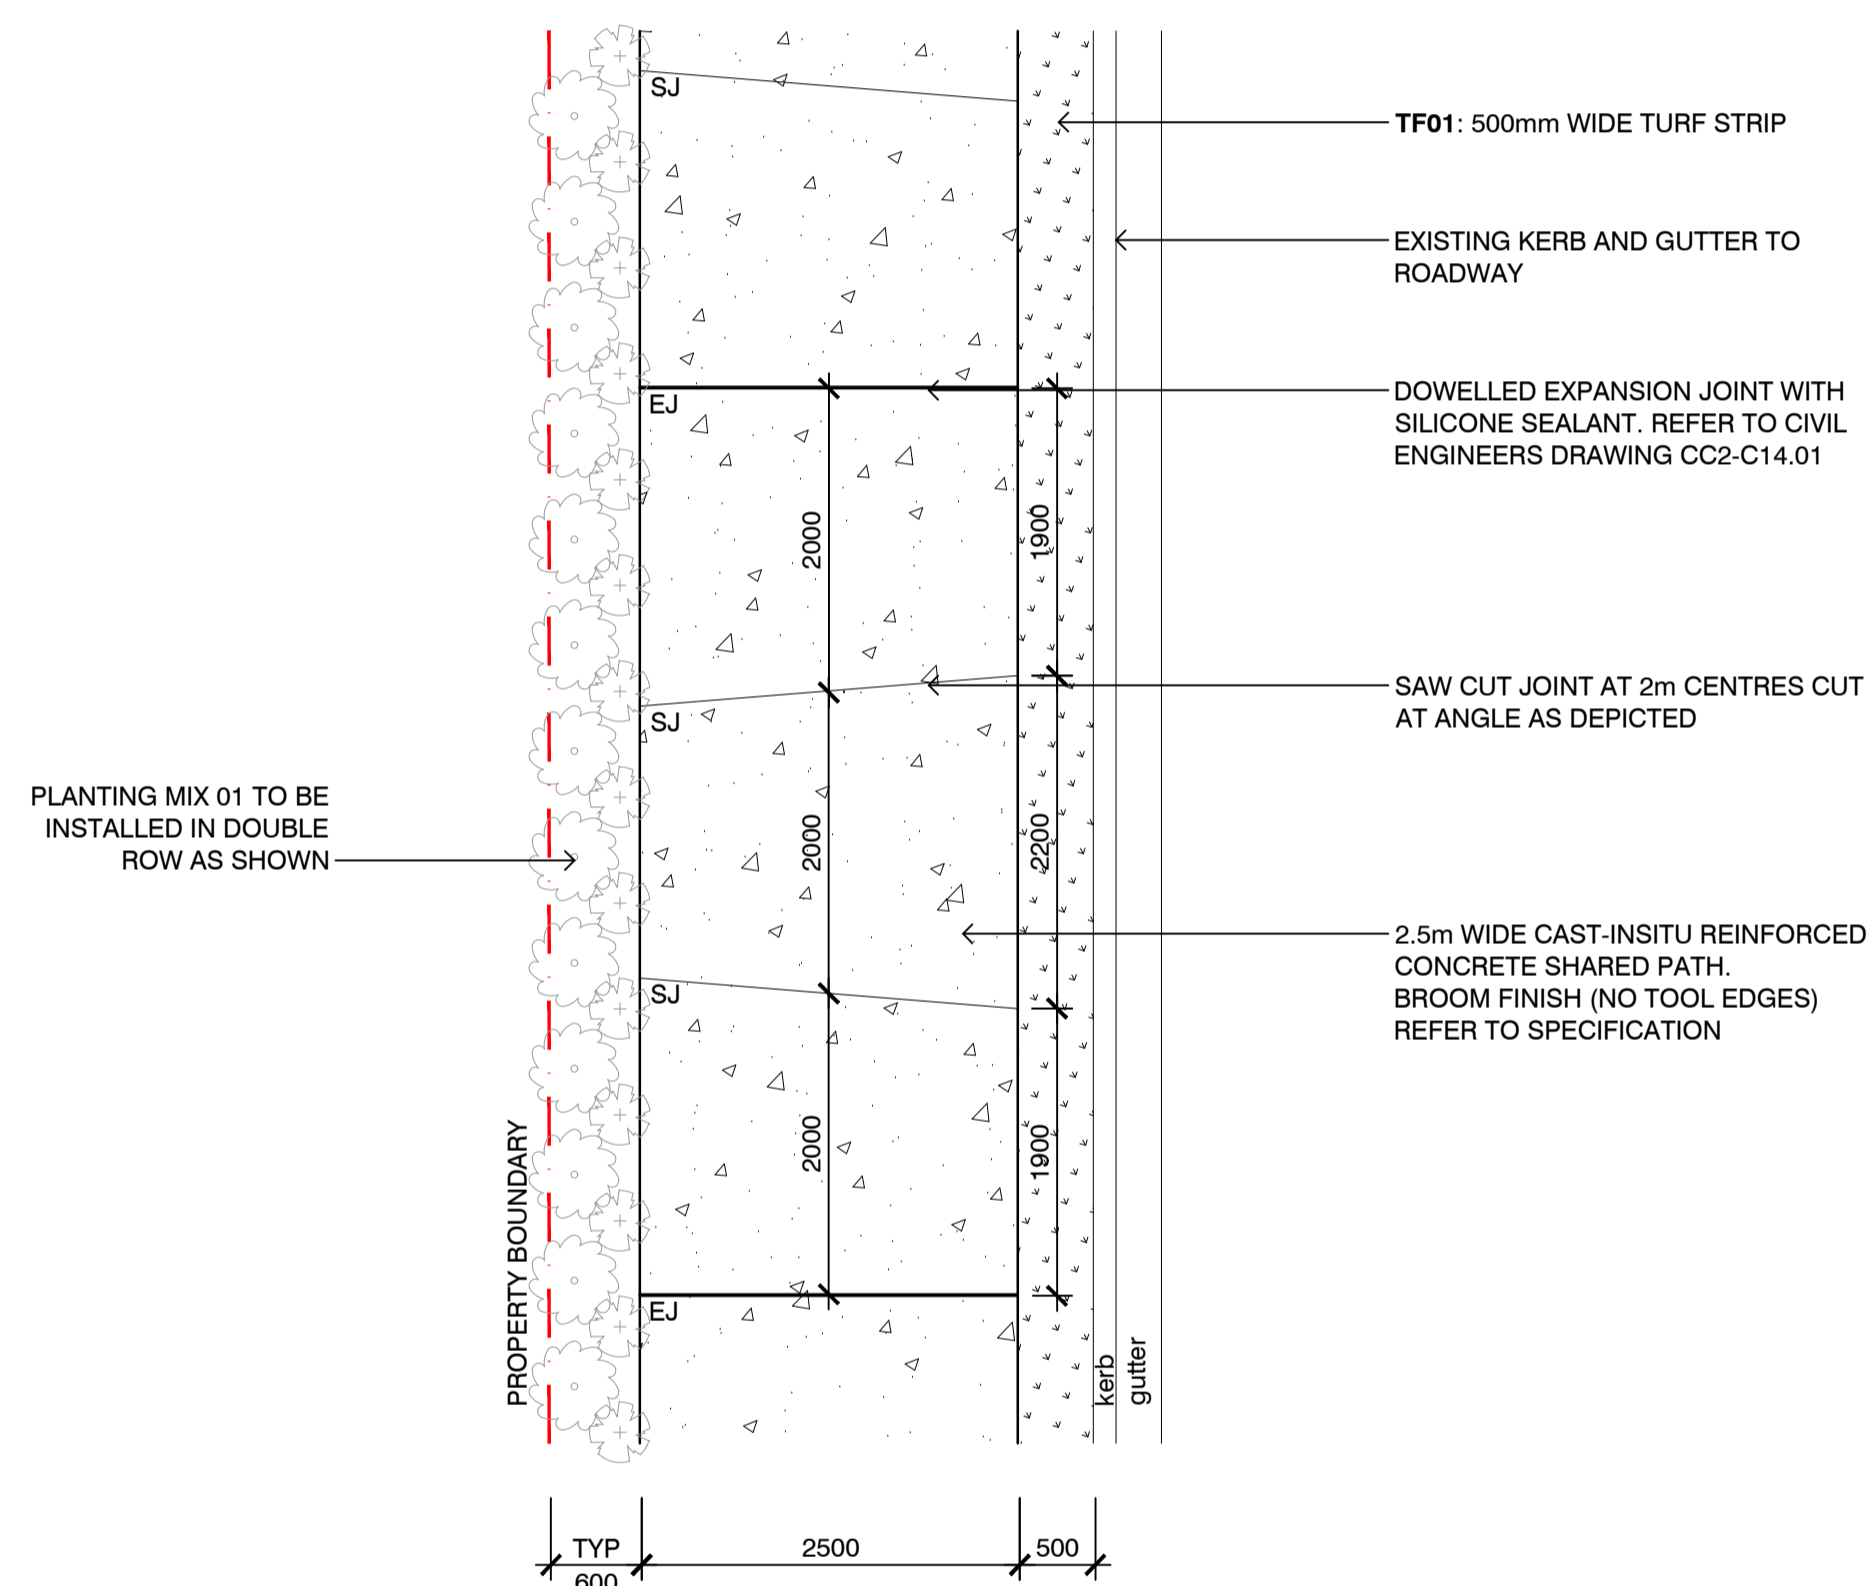 SJ
TF01: 500mm WIDE TURF STRIP
EXISTING KERB AND GUTTER TO
ROADWAY
EJ
DOWELLED EXPANSION JOINT WITH
SILICONE SEALANT. REFER TO CIVIL
ENGINEERS DRAWING CC2-C14.01
2000
1900
SJ
SAW CUT JOINT AT 2m CENTRES CUT
AT ANGLE AS DEPICTED
PLANTING MIX 01 TO BE
INSTALLED IN DOUBLE
ROW AS SHOWN
2000
2200
SJ
2.5m WIDE CAST-INSITU REINFORCED
CONCRETE SHARED PATH.
BROOM FINISH (NO TOOL EDGES)
REFER TO SPECIFICATION
2000
1900
PROPERTY BOUNDARY
EJ
kerb
gutter
TYP
600
2500
500